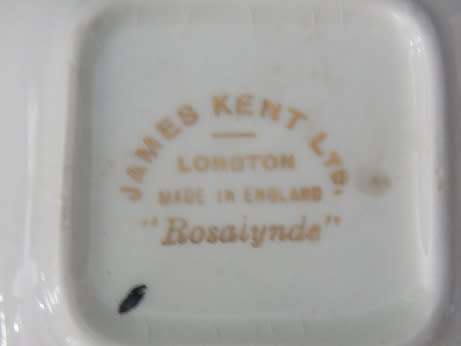 JAMES KENT LTD.
LONGTON
MADE IN ENGLAND
"Rosalynde"